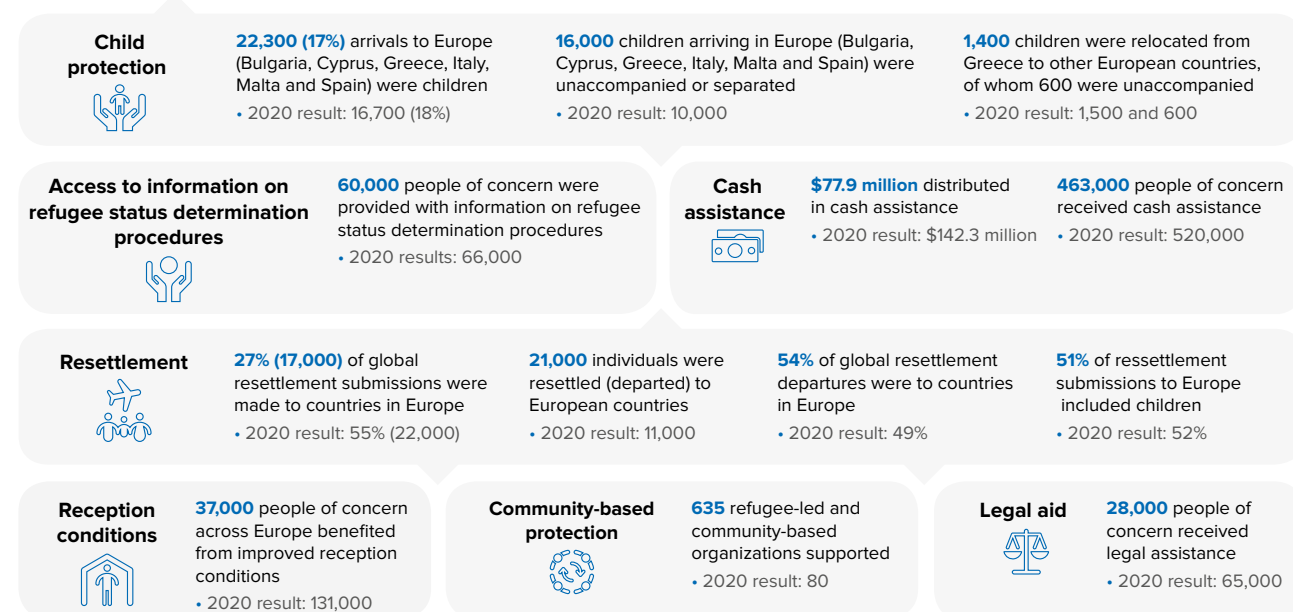 Child
protection
22,300 (17%) arrivals to Europe
(Bulgaria, Cyprus, Greece, Italy,
Malta and Spain) were children
• 2020 result: 16,700 (18%)
16,000 children arriving in Europe (Bulgaria,
Cyprus, Greece, Italy, Malta and Spain) were
unaccompanied or separated
• 2020 result: 10,000
1,400 children were relocated from
Greece to other European countries,
of whom 600 were unaccompanied
• 2020 result: 1,500 and 600
Access to information on
refugee status determination
procedures
60,000 people of concern were
provided with information on refugee
status determination procedures
• 2020 results: 66,000
Cash
assistance
$77.9 million distributed
in cash assistance
• 2020 result: $142.3 million
463,000 people of concern
received cash assistance
• 2020 result: 520,000
Resettlement
27% (17,000) of global
resettlement submissions were
made to countries in Europe
• 2020 result: 55% (22,000)
21,000 individuals were
resettled (departed) to
European countries
• 2020 result: 11,000
54% of global resettlement
departures were to countries
in Europe
• 2020 result: 49%
51% of ressettlement
submissions to Europe
included children
• 2020 result: 52%
Reception
conditions
37,000 people of concern
across Europe benefited
from improved reception
conditions
• 2020 result: 131,000
Community-based
protection
635 refugee-led and
community-based
organizations supported
• 2020 result: 80
Legal aid
28,000 people of
concern received
legal assistance
• 2020 result: 65,000